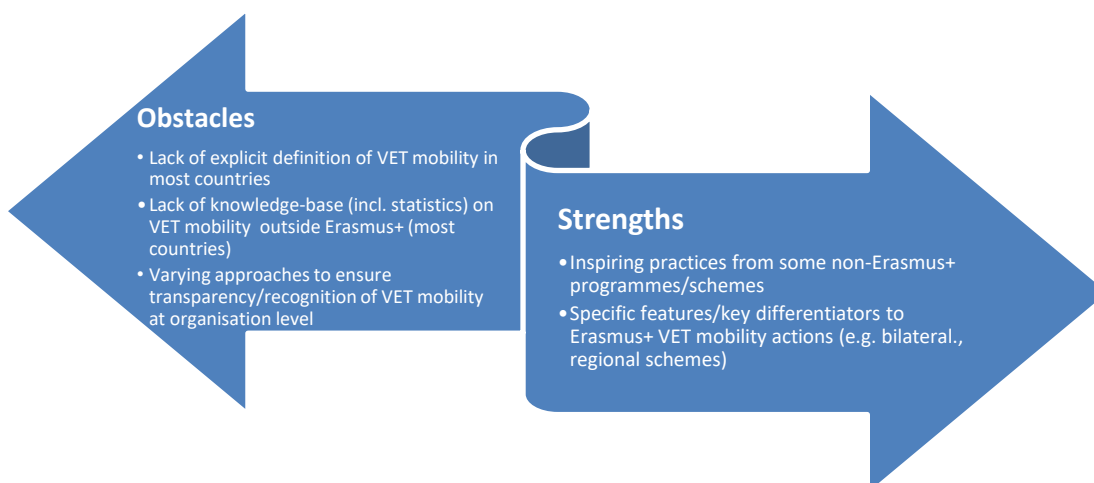 Obstacles
• Lack of explicit definition of VET mobility in
most countries
• Lack of knowledge-base (incl. statistics) on
VET mobility  outside Erasmus+ (most
countries)
• Varying approaches to ensure
transparency/recognition of VET mobility
at organisation level
Strengths
• Inspiring practices from some non-Erasmus+
programmes/schemes
• Specific features/key differentiators to
Erasmus+ VET mobility actions (e.g. bilateral.,
regional schemes)